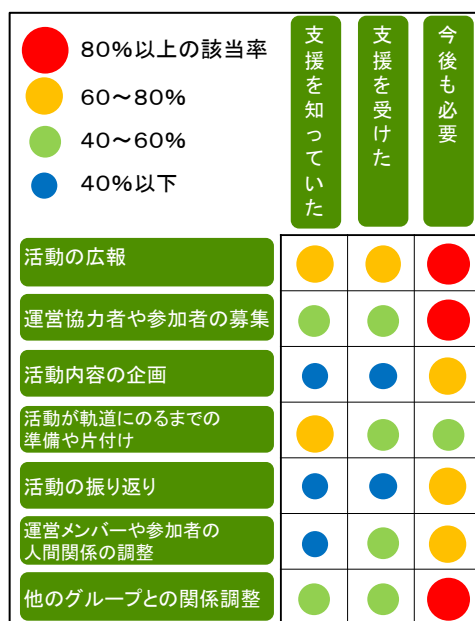 80%以上の該当率
60～80%
40～60%
40%以下
支援を知っていた
支援を受けた
今後も必要
活動の広報
運営協力者や参加者の募集
活動内容の企画
活動が軌道にのるまでの
準備や片付け
活動の振り返り
運営メンバーや参加者の
人間関係の調整
他のグループとの関係調整